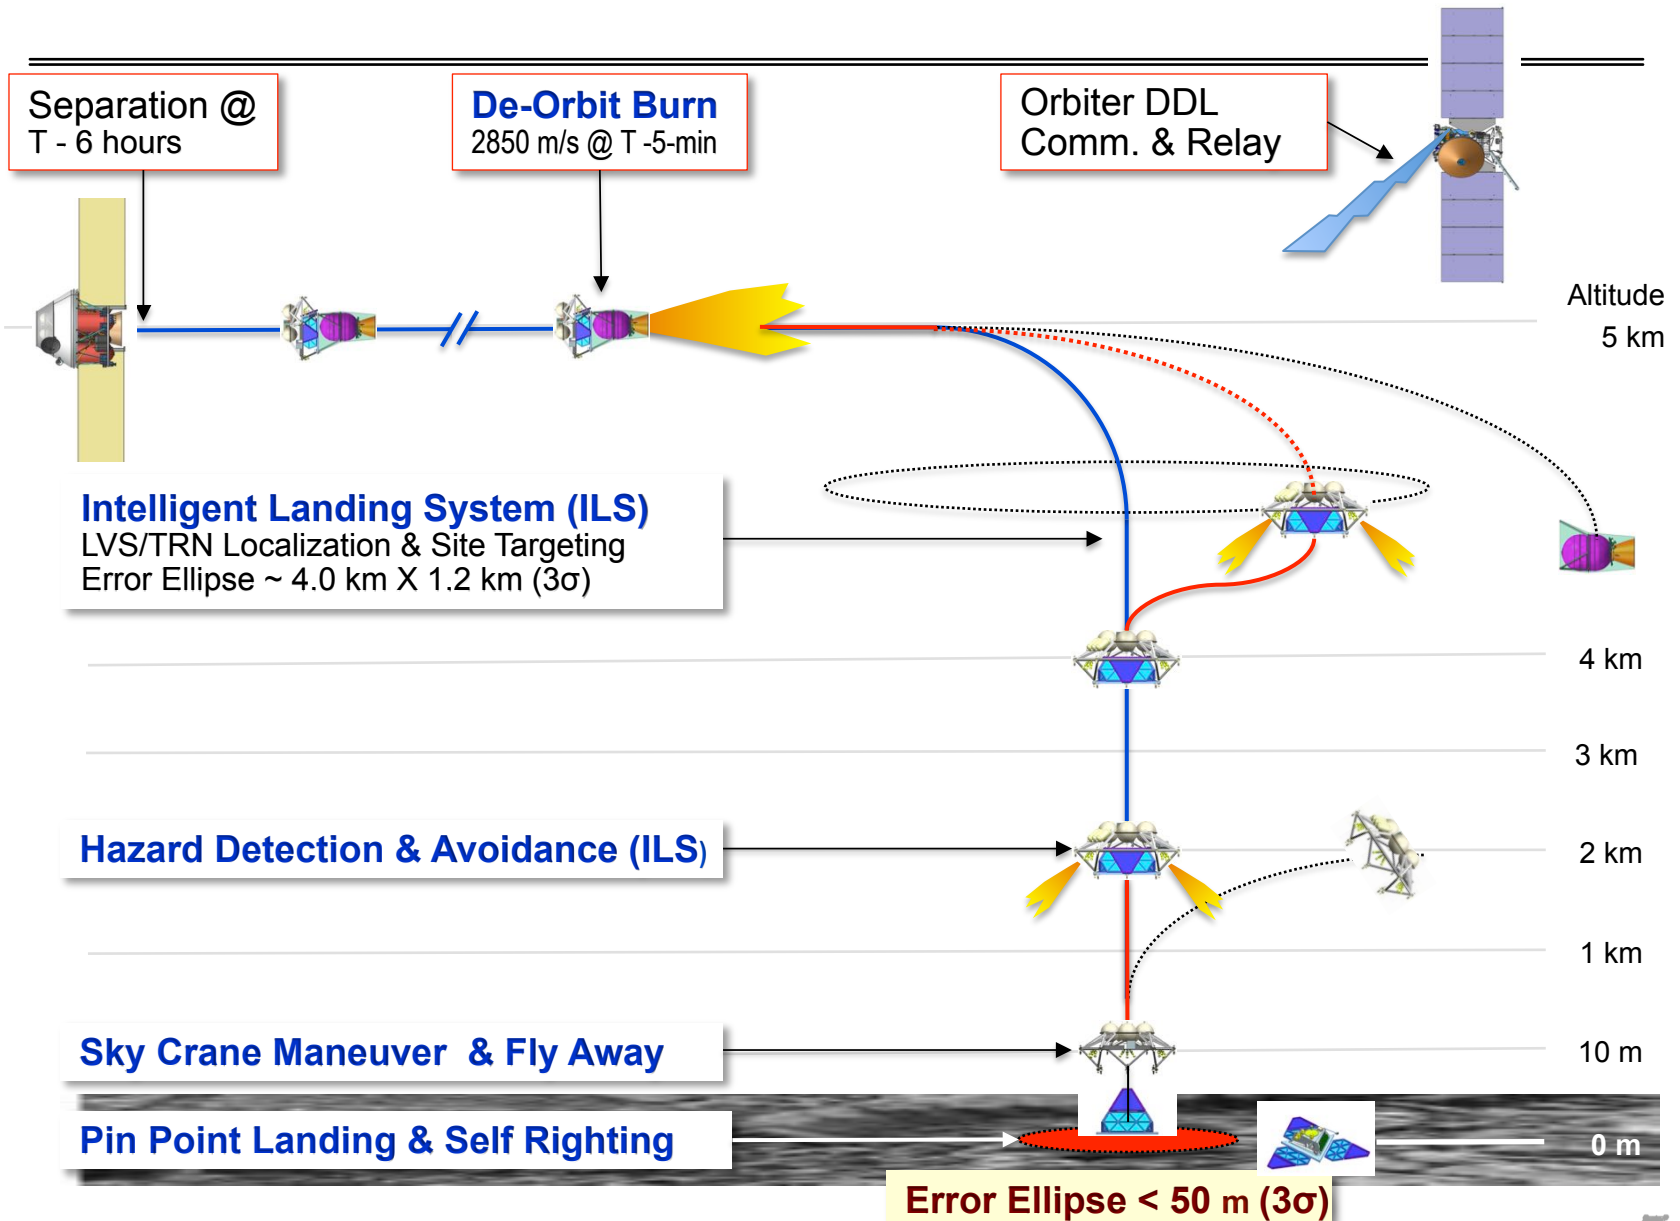 Separation @
T - 6 hours
De-Orbit Burn
2850 m/s @ T -5-min
Orbiter DDL
Comm. & Relay
Altitude
5 km
Intelligent Landing System (ILS)
LVS/TRN Localization & Site Targeting
Error Ellipse ~ 4.0 km X 1.2 km (3σ)
4 km
3 km
Hazard Detection & Avoidance (ILS)
2 km
1 km
Sky Crane Maneuver & Fly Away
10 m
Pin Point Landing & Self Righting
0 m
Error Ellipse < 50 m (3σ)